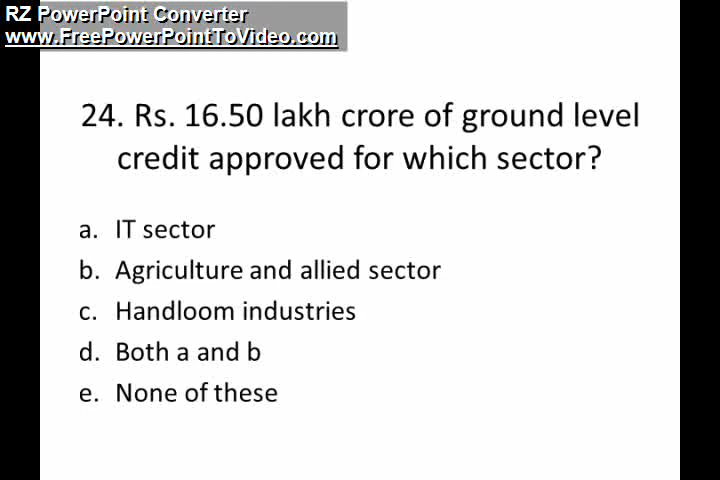 RZ PowerPoint Converter
www.FreePowerPointToVideo.com
24. Rs. 16.50 lakh crore of ground level
credit approved for which sector?
a. IT sector
b. Agriculture and allied sector
c. Handloom industries
d. Both a and b
e. None of these